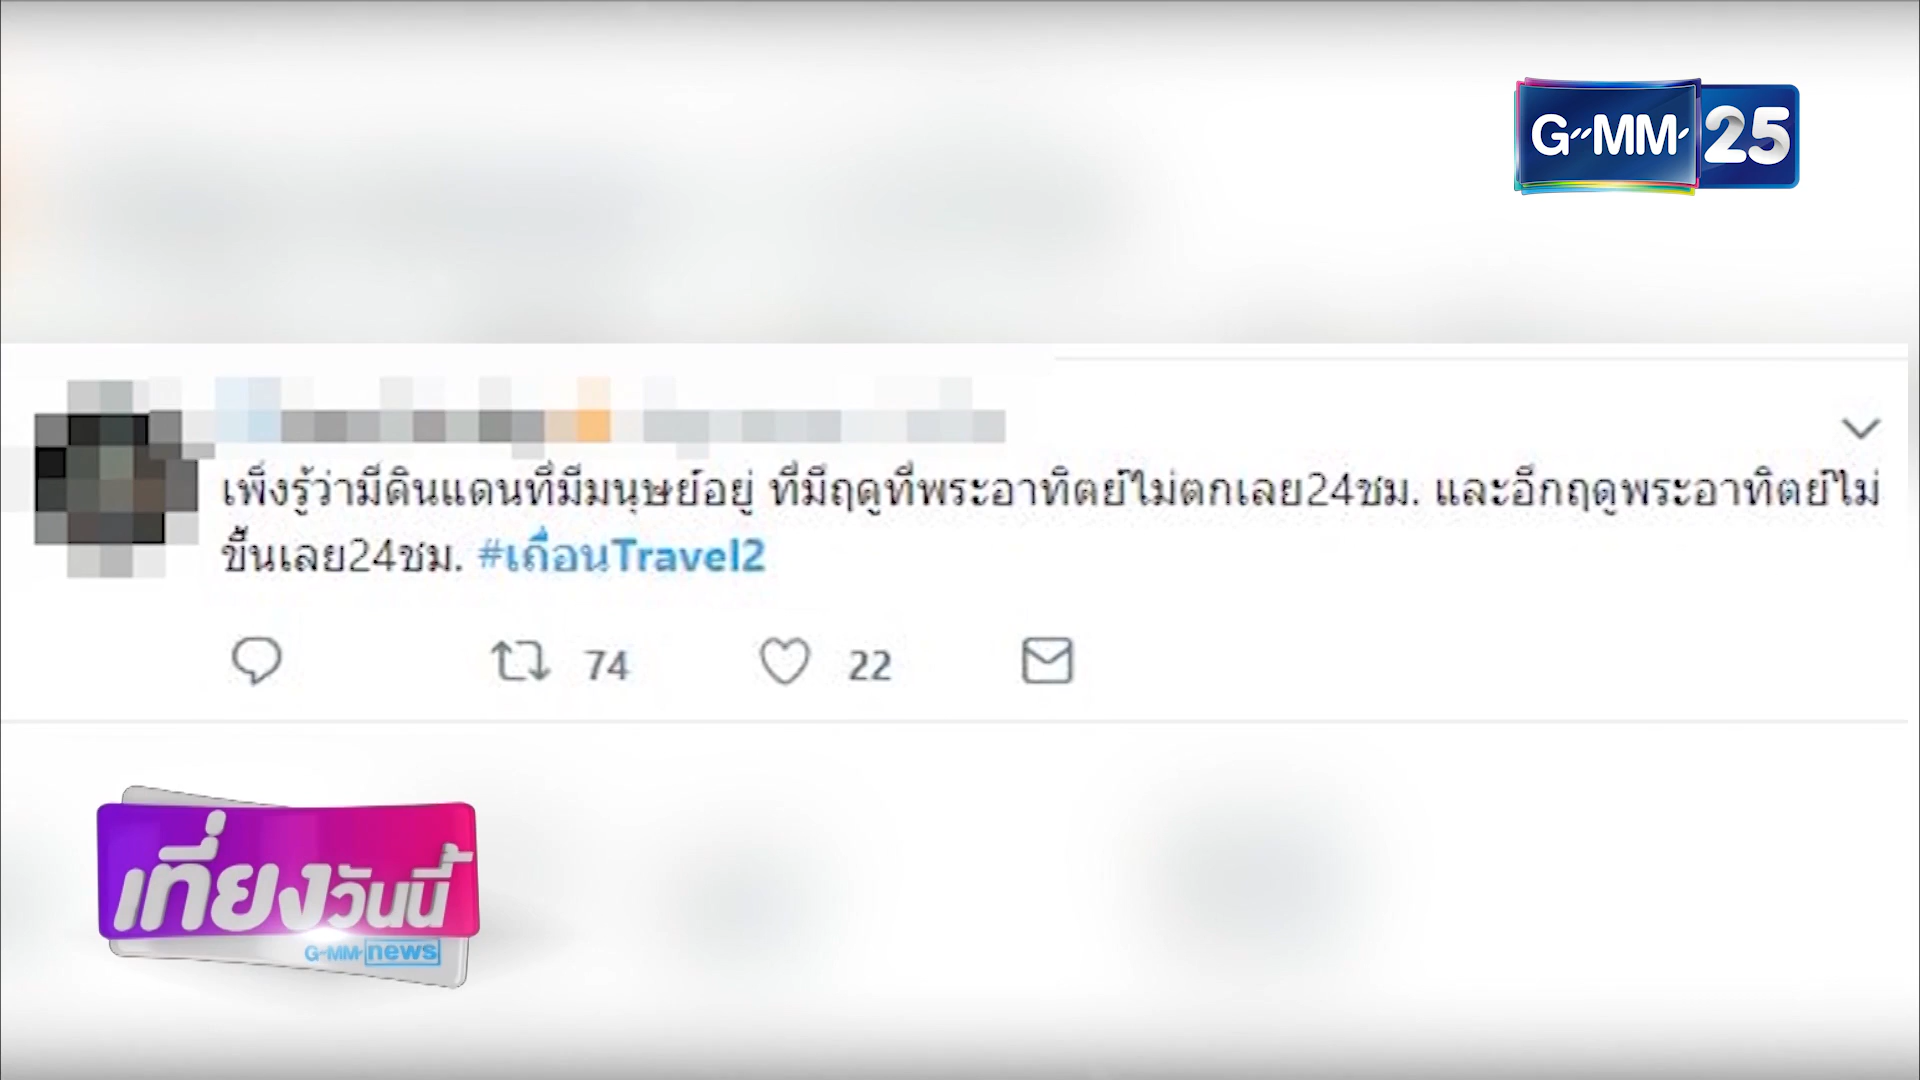 GMM 25
เพิ่งรู้ว่ามีดินแดนที่มีมนุษย์อยู่ ที่มีฤดูที่พระอาทิตย์ไม่ตกเลย24ชม. และอีกฤดูพระอาทิตย์ไม่
ขึ้นเลย24ชม. #เถื่อนTravel2
74 22
เที่ยงวันนี้
GMM news